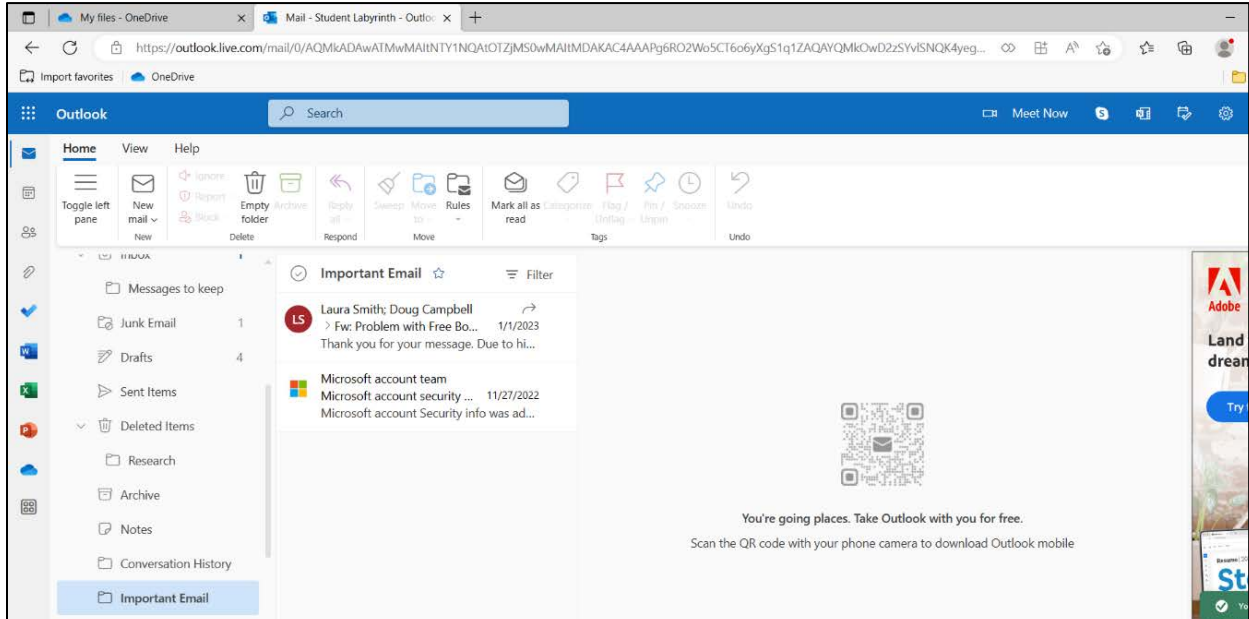 My files - OneDrive
Mail - Student Labyrinth - Outlo
https://outlook.live.com/mail/0/AQMkADAwATMwMAItNTY1NQAtOTZjMS0wMAItMDAKAC4AAAPg6RO2Wo5CT6o6yXgS1q1ZAQAYQMkOwD2zSYvlSNQK4yeg...
Import favorites OneDrive
Outlook Search Meet Now
Home View Help
Toggle left pane
New mail
Ignore
Report
Block
Empty folder
Archive
Reply all
Sweep
Move to
Rules
Mark all as read
Categorize
Flag / Unflag
Pin / Unpin
Snooze
Undo
New Delete Respond Move Tags Undo
Inbox 1
Messages to keep
Junk Email 1
Drafts 4
Sent Items
Deleted Items
Research
Archive
Notes
Conversation History
Important Email
Important Email Filter
LS
Laura Smith; Doug Campbell
> Fw: Problem with Free Bo... 1/1/2023
Thank you for your message. Due to hi...
Microsoft account team
Microsoft account security ... 11/27/2022
Microsoft account Security info was ad...
You're going places. Take Outlook with you for free.
Scan the QR code with your phone camera to download Outlook mobile
Adobe
Land
drean
Try
St
Yo